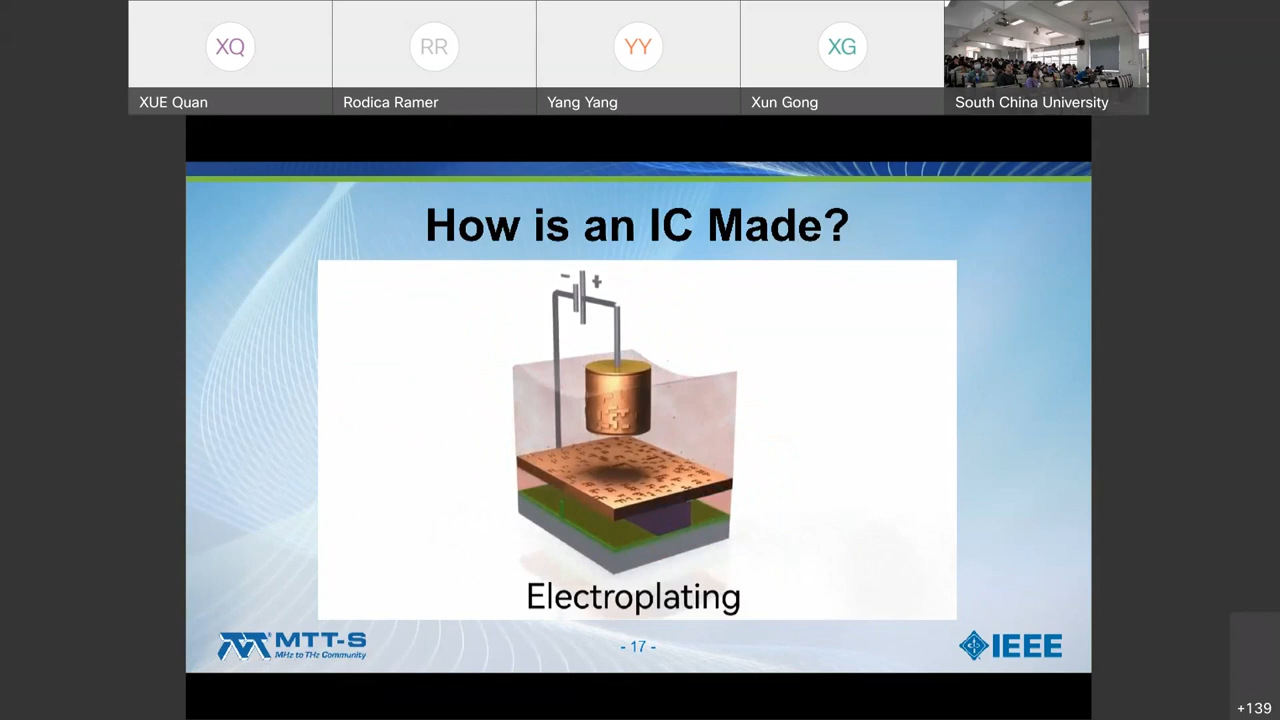 XQ
RR
YY
XG
XUE Quan
Rodica Ramer
Yang Yang
Xun Gong
South China University
How is an IC Made?
- +
Electroplating
MTT-S
MHz to THz Community
- 17 -
IEEE
+139